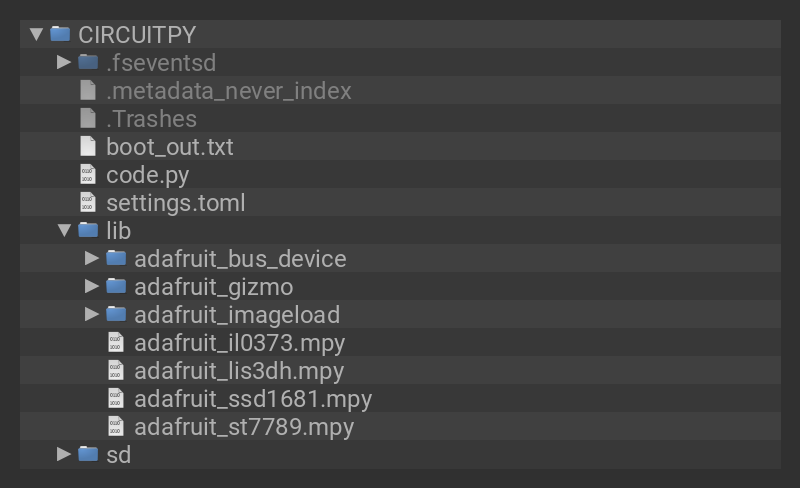 CIRCUITPY
.fseventsd
.metadata_never_index
.Trashes
boot_out.txt
code.py
settings.toml
lib
adafruit_bus_device
adafruit_gizmo
adafruit_imageload
adafruit_il0373.mpy
adafruit_lis3dh.mpy
adafruit_ssd1681.mpy
adafruit_st7789.mpy
sd